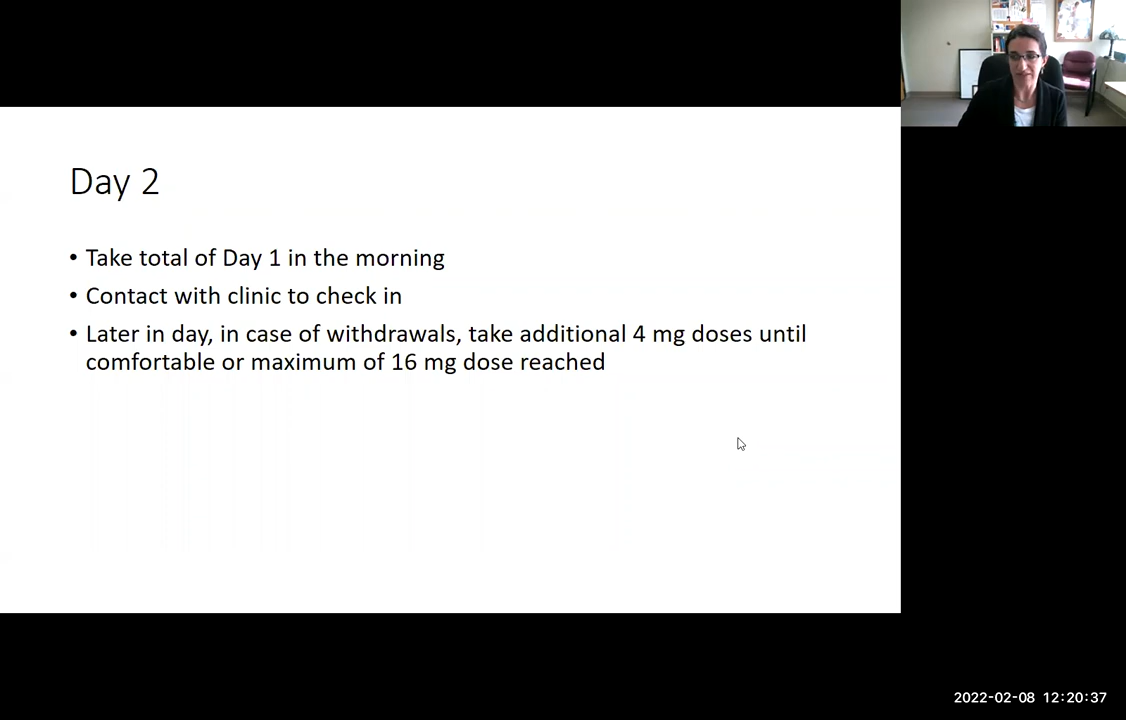 Day 2
• Take total of Day 1 in the morning
• Contact with clinic to check in
• Later in day, in case of withdrawals, take additional 4 mg doses until
comfortable or maximum of 16 mg dose reached
2022-02-08 12:20:37